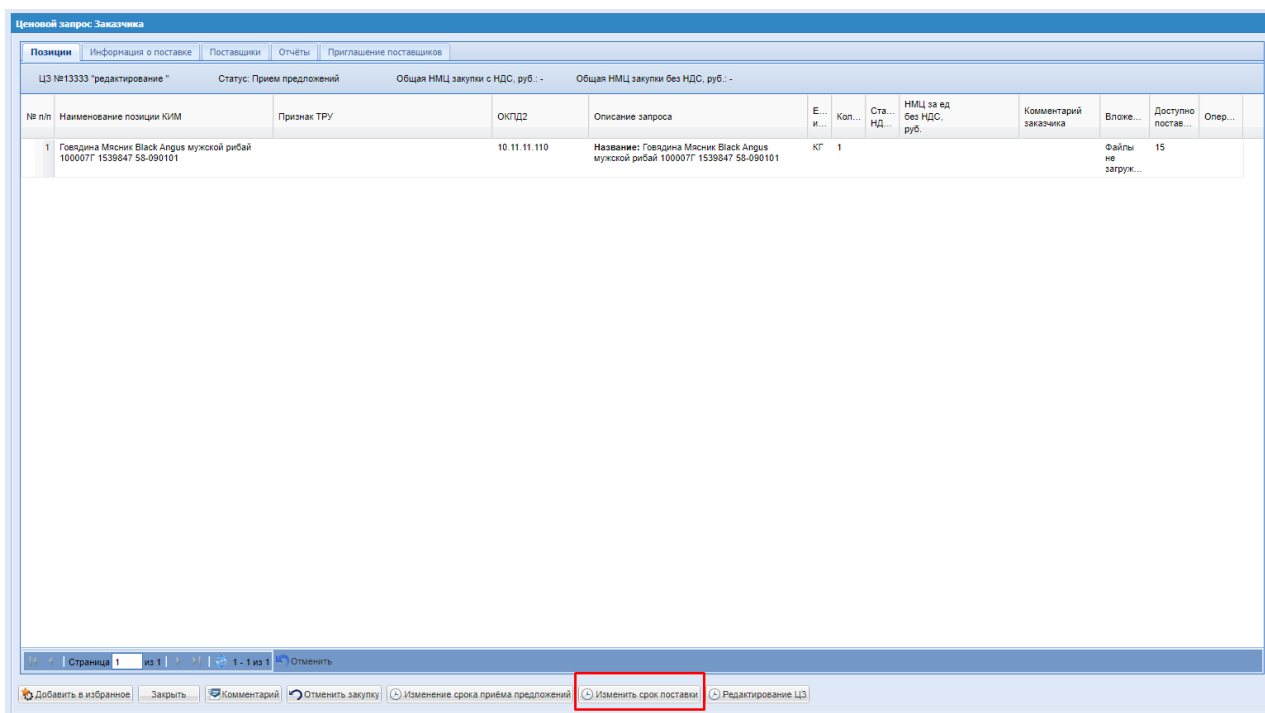 Ценовой запрос Заказчика
Позиции Информация о поставке Поставщики Отчёты Приглашение поставщиков
ЦЗ №13333 "редактирование " Статус: Прием предложений Общая НМЦ закупки с НДС, руб.: - Общая НМЦ закупки без НДС, руб.: -
№ п/п Наименование позиции КИМ Признак ТРУ ОКПД2 Описание запроса Е... и... Кол... Ста... НД... НМЦ за ед без НДС, руб. Комментарий заказчика Вложе... Доступно постав... Опер...
1 Говядина Мясник Black Angus мужской рибай 10.11.11.110 Название: Говядина Мясник Black Angus КГ 1 Файлы 15
100007Г 1539847 58-090101 мужской рибай 100007Г 1539847 58-090101 не
загруж...
Страница 1 из 1 1 - 1 из 1 Отменить
Добавить в избранное Закрыть Комментарий Отменить закупку Изменение срока приёма предложений Изменить срок поставки Редактирование ЦЗ